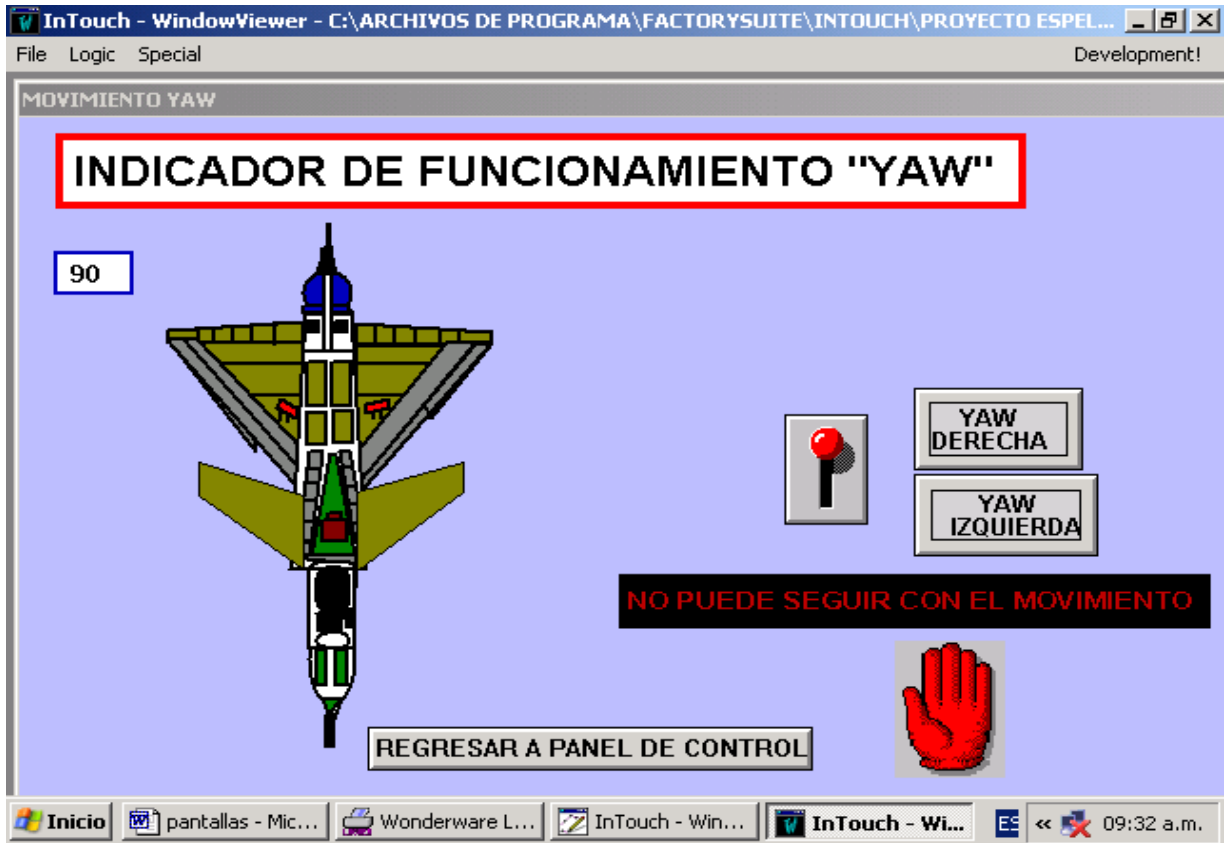 InTouch - WindowViewer - C:\ARCHIVOS DE PROGRAMA\FACTORYSUITE\INTOUCH\PROYECTO ESPEL...
File Logic Special Development!
MOVIMIENTO YAW
INDICADOR DE FUNCIONAMIENTO "YAW"
90
YAW
DERECHA
YAW
IZQUIERDA
NO PUEDE SEGUIR CON EL MOVIMIENTO
REGRESAR A PANEL DE CONTROL
Inicio pantallas - Mic... Wonderware L... InTouch - Win... InTouch - Wi... ES « 09:32 a.m.